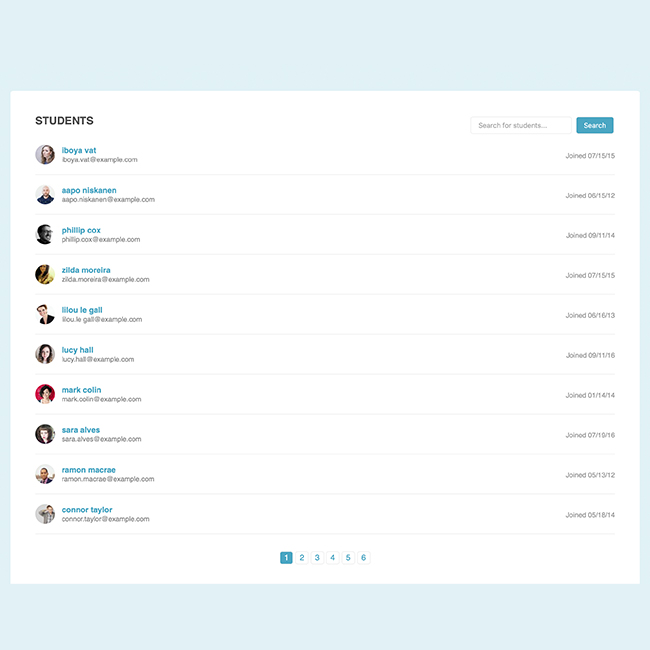 STUDENTS
Search for students...
Search
iboya vat
iboya.vat@example.com
Joined 07/15/15
aapo niskanen
aapo.niskanen@example.com
Joined 06/15/12
phillip cox
phillip.cox@example.com
Joined 09/11/14
zilda moreira
zilda.moreira@example.com
Joined 07/15/15
lilou le gall
lilou.le gall@example.com
Joined 06/16/13
lucy hall
lucy.hall@example.com
Joined 09/11/16
mark colin
mark.colin@example.com
Joined 01/14/14
sara alves
sara.alves@example.com
Joined 07/19/16
ramon macrae
ramon.macrae@example.com
Joined 05/13/12
connor taylor
connor.taylor@example.com
Joined 05/18/14
1 2 3 4 5 6